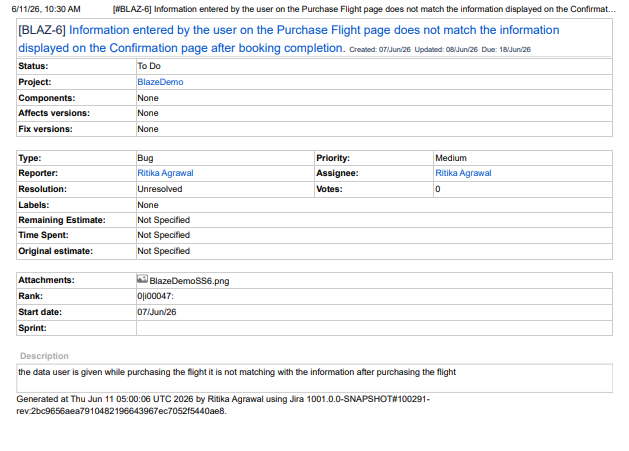 6/11/26, 10:30 AM [#BLAZ-6] Information entered by the user on the Purchase Flight page does not match the information displayed on the Confirmat…
[BLAZ-6] Information entered by the user on the Purchase Flight page does not match the information
displayed on the Confirmation page after booking completion. Created: 07/Jun/26 Updated: 08/Jun/26 Due: 18/Jun/26
Status: To Do
Project: BlazeDemo
Components: None
Affects versions: None
Fix versions: None
Type: Bug Priority: Medium
Reporter: Ritika Agrawal Assignee: Ritika Agrawal
Resolution: Unresolved Votes: 0
Labels: None
Remaining Estimate: Not Specified
Time Spent: Not Specified
Original estimate: Not Specified
Attachments: BlazeDemoSS6.png
Rank: 0|i00047:
Start date: 07/Jun/26
Sprint:
Description
the data user is given while purchasing the flight it is not matching with the information after purchasing the flight
Generated at Thu Jun 11 05:00:06 UTC 2026 by Ritika Agrawal using Jira 1001.0.0-SNAPSHOT#100291-
rev:2bc9656aea7910482196643967ec7052f5440ae8.